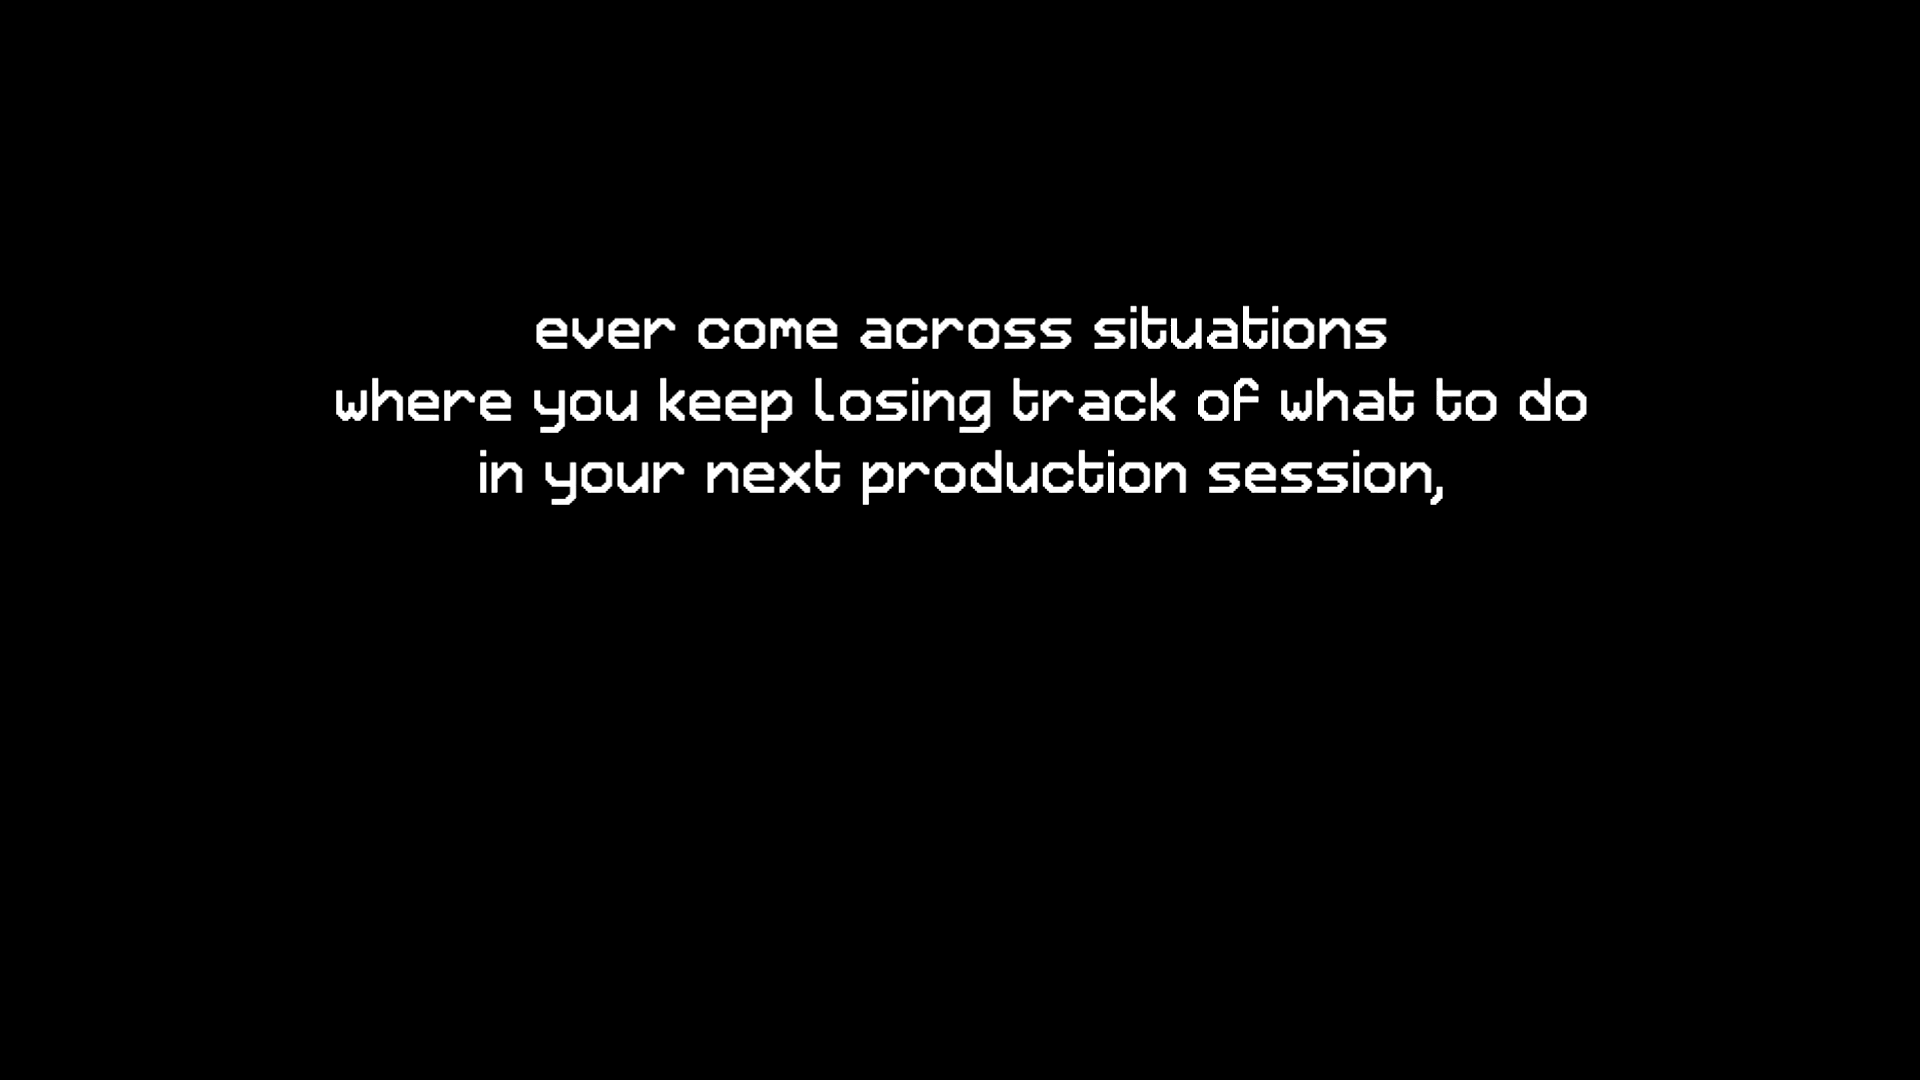 ever come across situations
where you keep losing track of what to do
in your next production session,